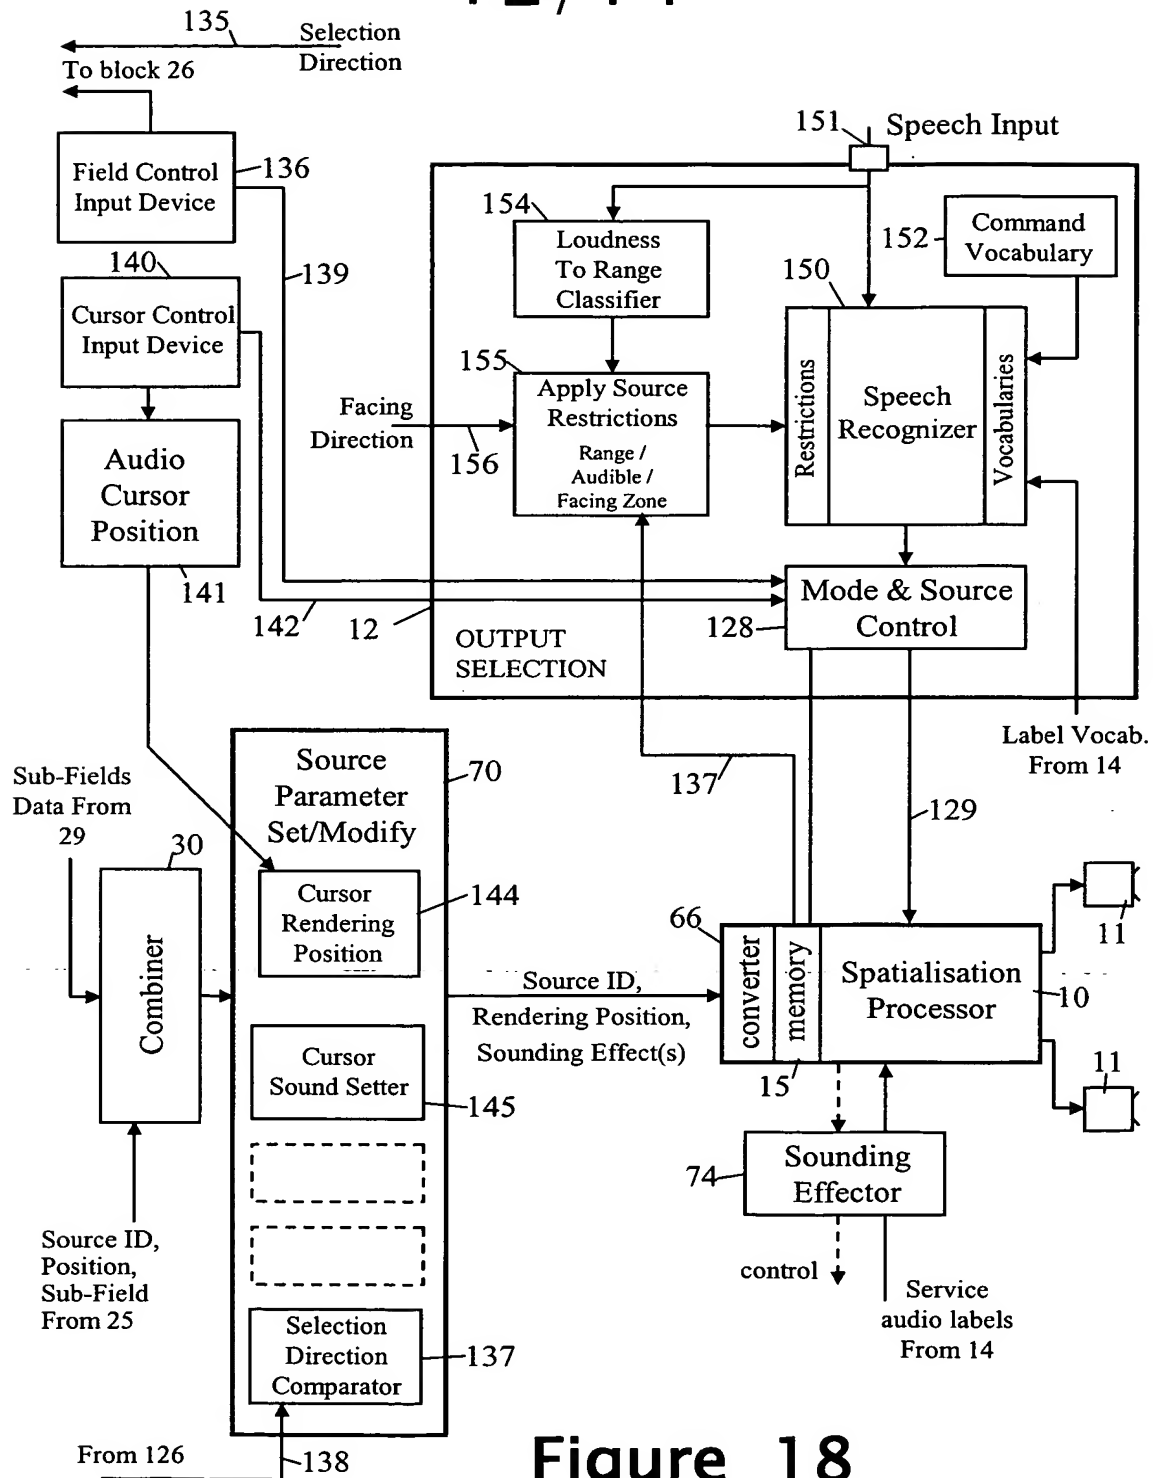 135
Selection
Direction
To block 26
151
Speech Input
Field Control
Input Device
136
154
Loudness
To Range
Classifier
152
Command
Vocabulary
140
139
150
Cursor Control
Input Device
155
Apply Source
Restrictions
Range /
Audible /
Facing Zone
Restrictions
Speech
Recognizer
Vocabularies
Facing
Direction
156
Audio
Cursor
Position
141
142
12
128
Mode & Source
Control
OUTPUT
SELECTION
Label Vocab.
From 14
137
129
Sub-Fields
Data From
29
30
Source
Parameter
Set/Modify
70
Combiner
Cursor
Rendering
Position
144
66
converter
memory
Spatialisation
Processor
10
11
11
15
Source ID,
Rendering Position,
Sounding Effect(s)
Cursor
Sound Setter
145
74
Sounding
Effector
control
Service
audio labels
From 14
Source ID,
Position,
Sub-Field
From 25
Selection
Direction
Comparator
137
From 126
138
Figure 18